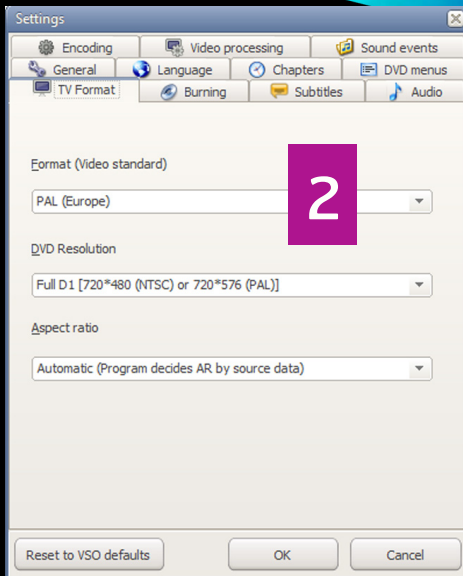 Settings
Encoding Video processing Sound events
General Language Chapters DVD menus
TV Format Burning Subtitles Audio
Format (Video standard)
2
PAL (Europe)
DVD Resolution
Full D1 [720*480 (NTSC) or 720*576 (PAL)]
Aspect ratio
Automatic (Program decides AR by source data)
Reset to VSO defaults OK Cancel